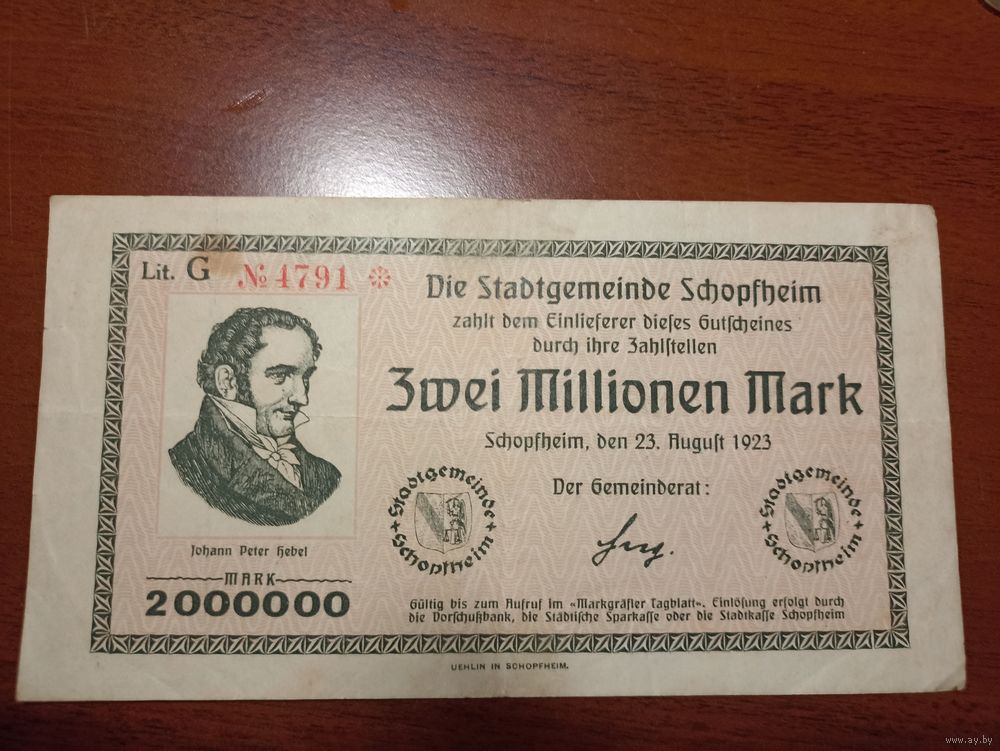 Lit. G № 4791
Die Stadtgemeinde Schopfheim
zahlt dem Einlieferer dieſes Gutſcheines
durch ihre Zahlſtellen
Zwei Millionen Mark
Schopfheim, den 23. Auguſt 1923
Der Gemeinderat:
Stadtgemeinde
Schopfheim
Stadtgemeinde
Schopfheim
Johann Peter Hebel
MARK
2000000
Gültig bis zum Aufruf im «Markgräfler Tagblatt». Einlöſung erfolgt durch
die Vorſchußbank, die Städtiſche Sparkaſſe oder die Stadtkaſſe Schopfheim
UEHLIN IN SCHOPFHEIM.
www.ay.by